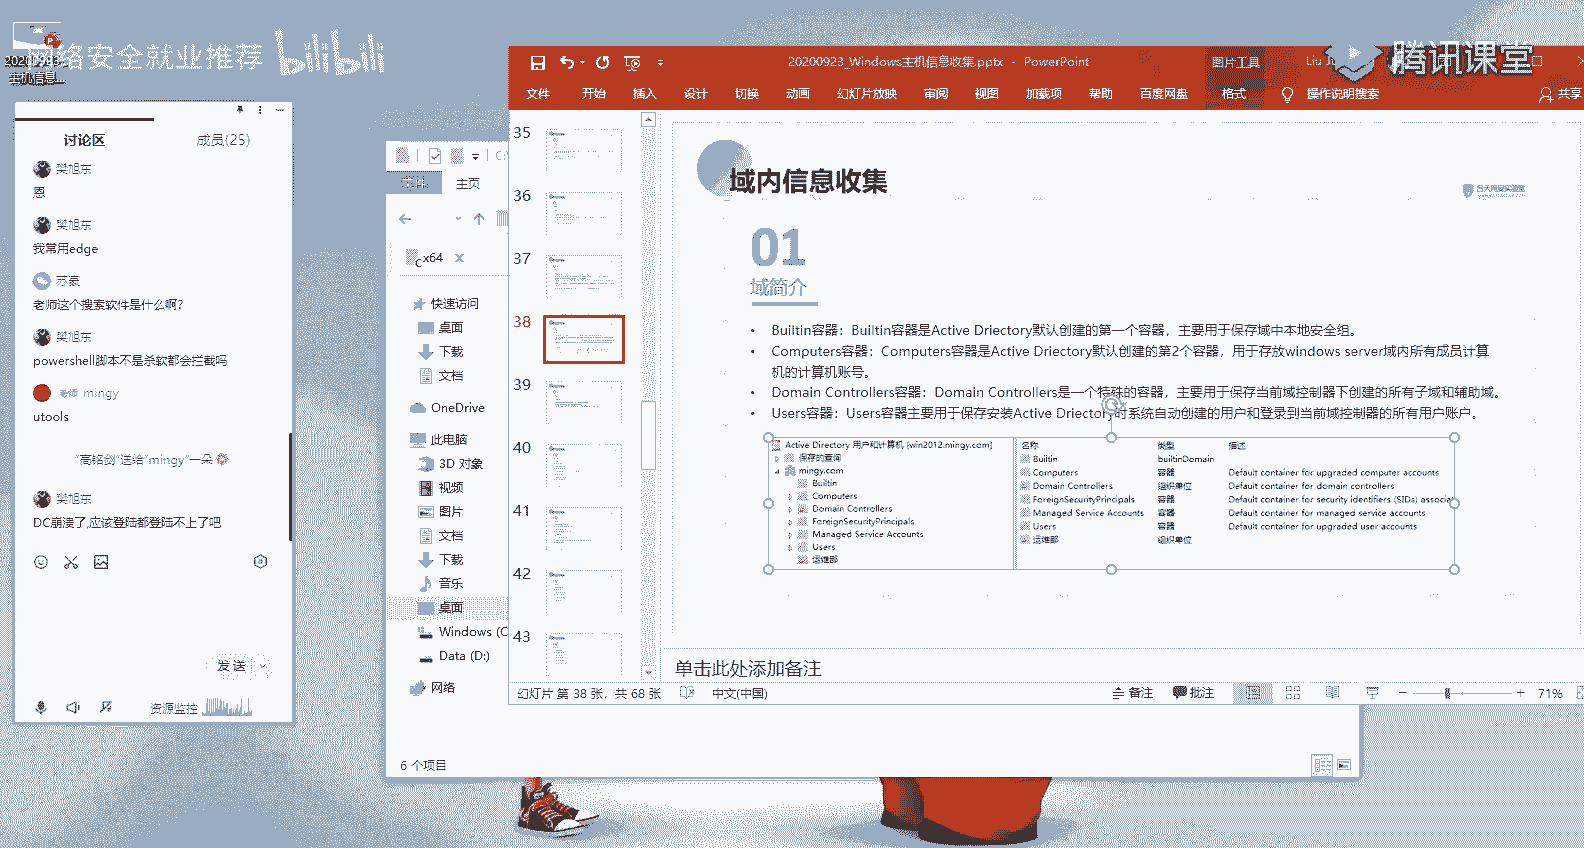 网络安全就业推荐 bilibili
主机信息...
讨论区 成员(25)
樊旭东
恩
樊旭东
我常用edge
苏豪
老师这个搜索软件是什么啊?
樊旭东
powershell脚本不是杀软都会拦截吗
老师 mingy
utools
"高铭剑"送给"mingy"一朵
樊旭东
DC崩溃了,应该登陆都登陆不上了吧
发送
资源监控
主页
x64
快速访问
桌面
下载
文档
OneDrive
此电脑
3D 对象
视频
图片
文档
下载
音乐
桌面
Windows (C
Data (D:)
网络
6 个项目
20200923_Windows主机信息收集.pptx - PowerPoint
图片工具
腾讯课堂
文件 开始 插入 设计 切换 动画 幻灯片放映 审阅 视图 加载项 帮助 百度网盘 格式 操作说明搜索 共享
35
36
37
38
39
40
41
42
43
域内信息收集
合天网安实验室
01
域简介
• Builtin容器：Builtin容器是Active Driectory默认创建的第一个容器，主要用于保存域中本地安全组。
• Computers容器：Computers容器是Active Driectory默认创建的第2个容器，用于存放windows server域内所有成员计算
机的计算机账号。
• Domain Controllers容器：Domain Controllers是一个特殊的容器，主要用于保存当前域控制器下创建的所有子域和辅助域。
• Users容器：Users容器主要用于保存安装Active Driectory时系统自动创建的用户和登录到当前域控制器的所有用户账户。
Active Directory 用户和计算机 [win2012.mingy.com]
保存的查询
mingy.com
Builtin
Computers
Domain Controllers
ForeignSecurityPrincipals
Managed Service Accounts
Users
运维部
名称 类型 描述
Builtin builtinDomain
Computers 容器 Default container for upgraded computer accounts
Domain Controllers 组织单位 Default container for domain controllers
ForeignSecurityPrincipals 容器 Default container for security identifiers (SIDs) associat
Managed Service Accounts 容器 Default container for managed service accounts
Users 容器 Default container for upgraded user accounts
运维部 组织单位
单击此处添加备注
幻灯片 第 38 张，共 68 张 中文(中国) 备注 批注 71%